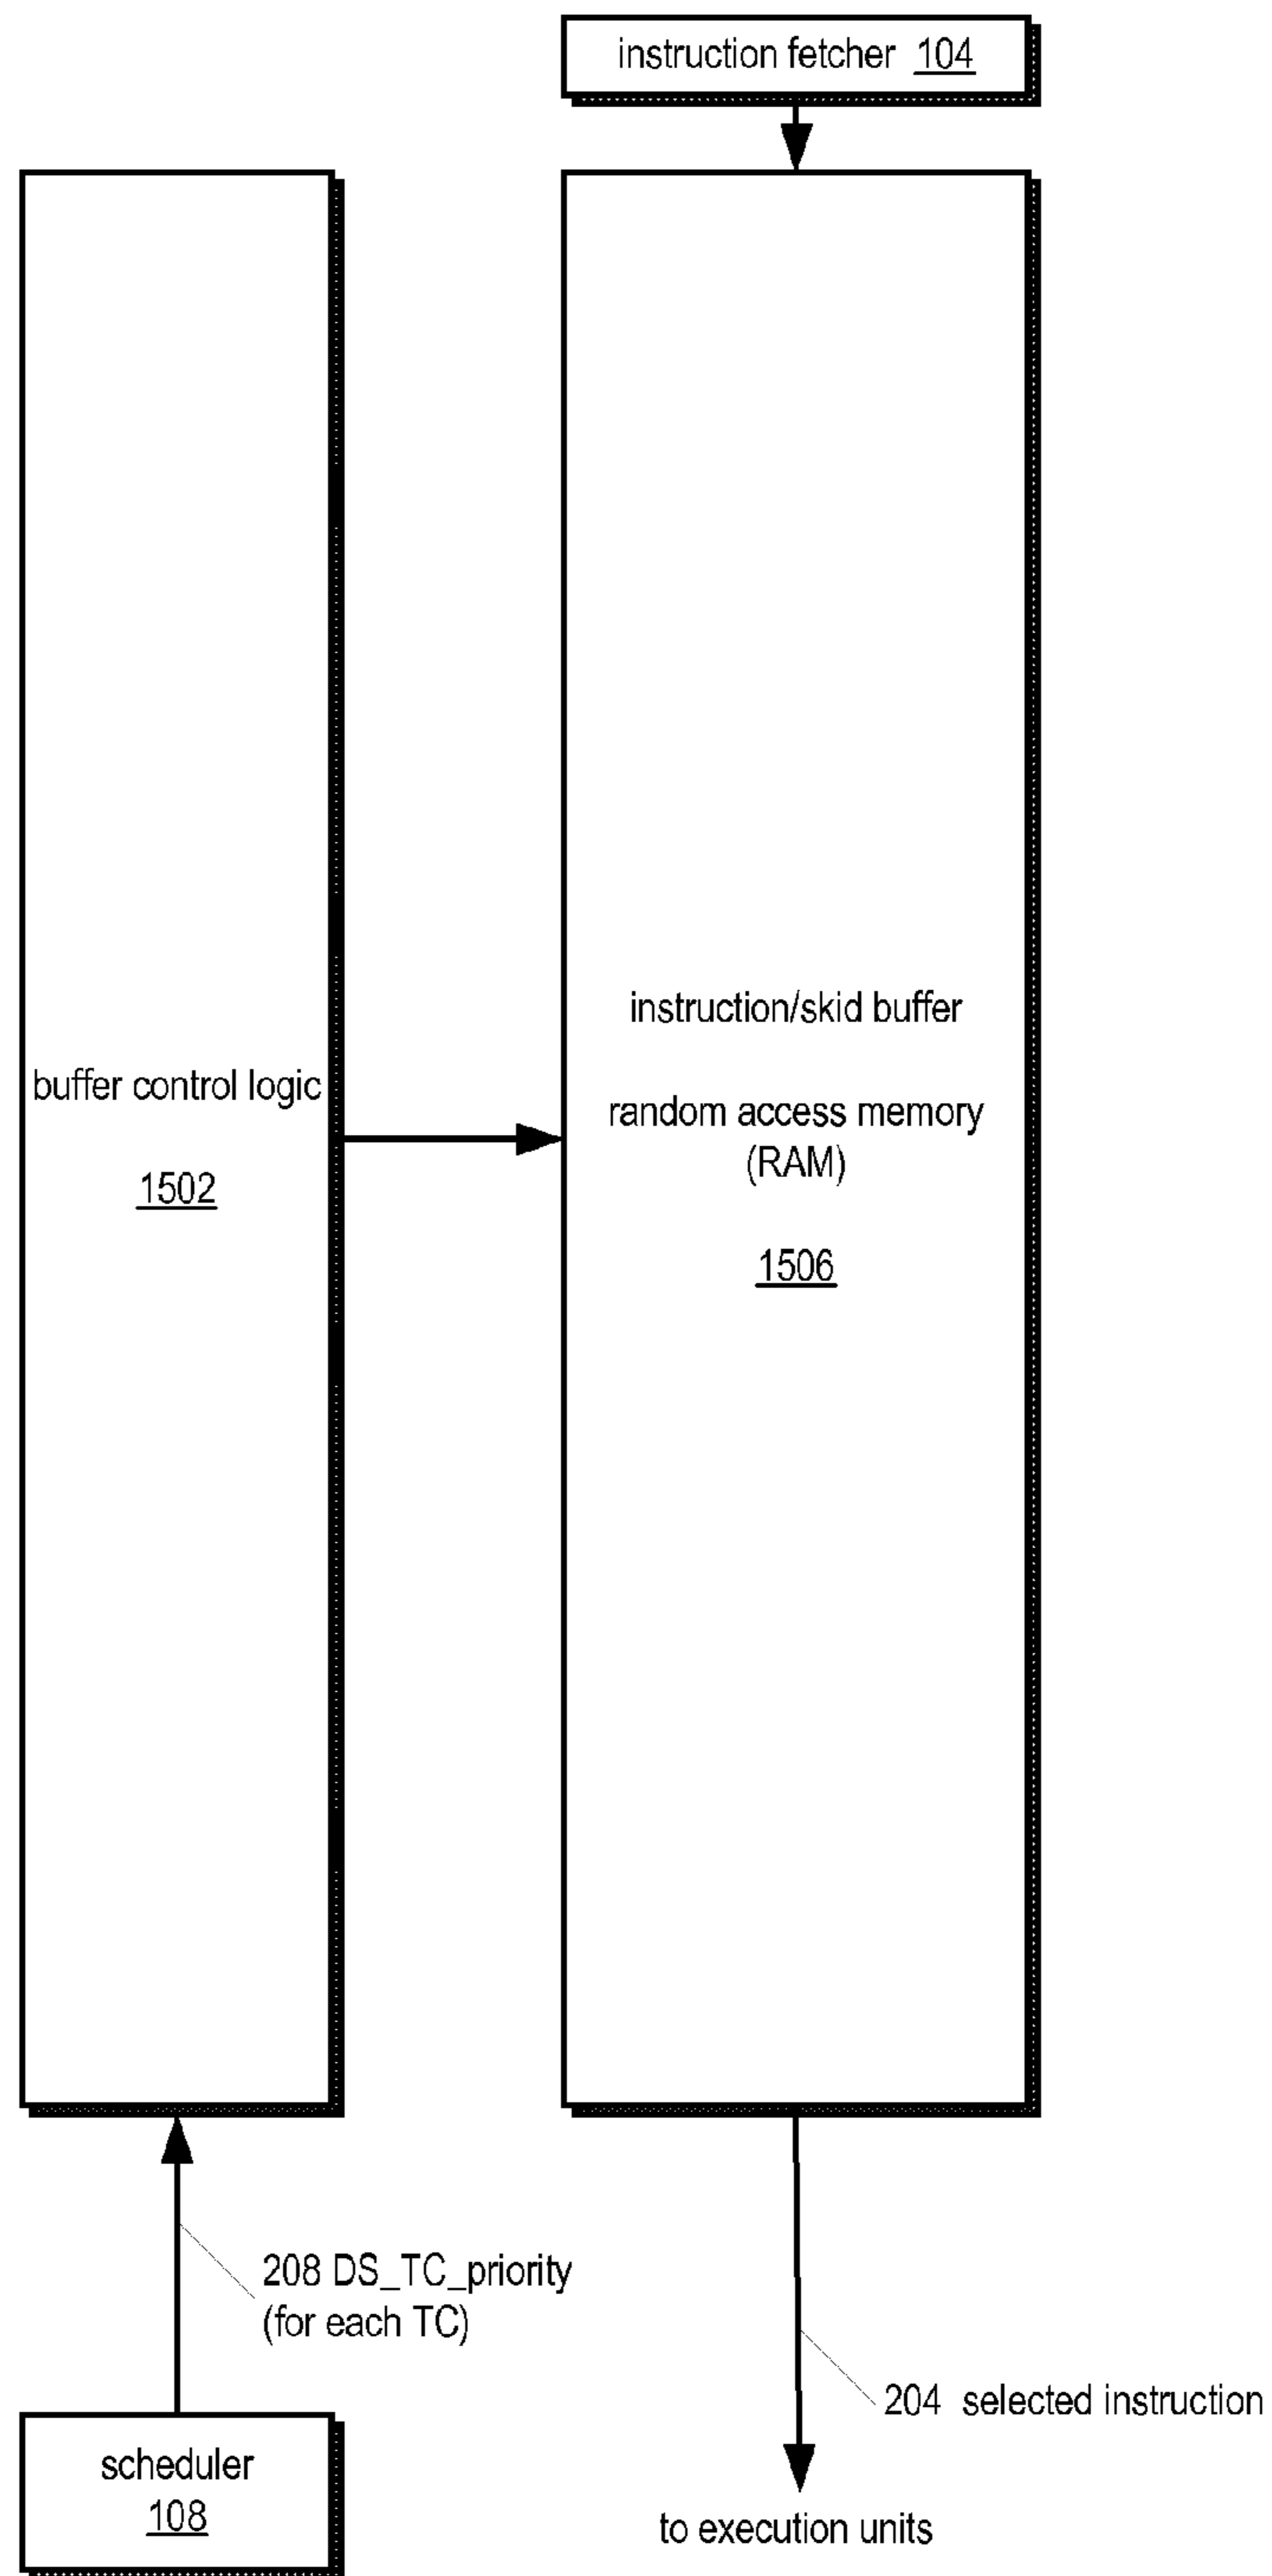 instruction fetcher 104
buffer control logic
1502
instruction/skid buffer
random access memory
(RAM)
1506
208 DS_TC_priority
(for each TC)
204 selected instruction
scheduler
108
to execution units